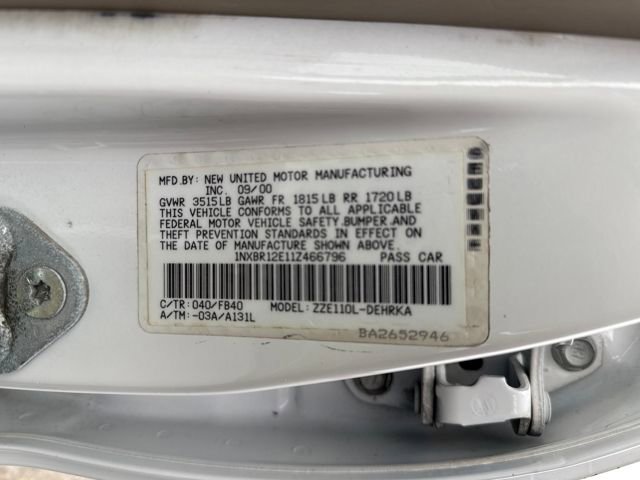 MFD.BY: NEW UNITED MOTOR MANUFACTURING
INC. 09/00
GVWR 3515LB GAWR FR 1815LB RR 1720LB
THIS VEHICLE CONFORMS TO ALL APPLICABLE
FEDERAL MOTOR VEHICLE SAFETY,BUMPER,AND
THEFT PREVENTION STANDARDS IN EFFECT ON
THE DATE OF MANUFACTURE SHOWN ABOVE.
1NXBR12E11Z466796 PASS CAR
C/TR: 040/FB40 MODEL: ZZE110L-DEHRKA
A/TM: -03A/A131L
BA2652946